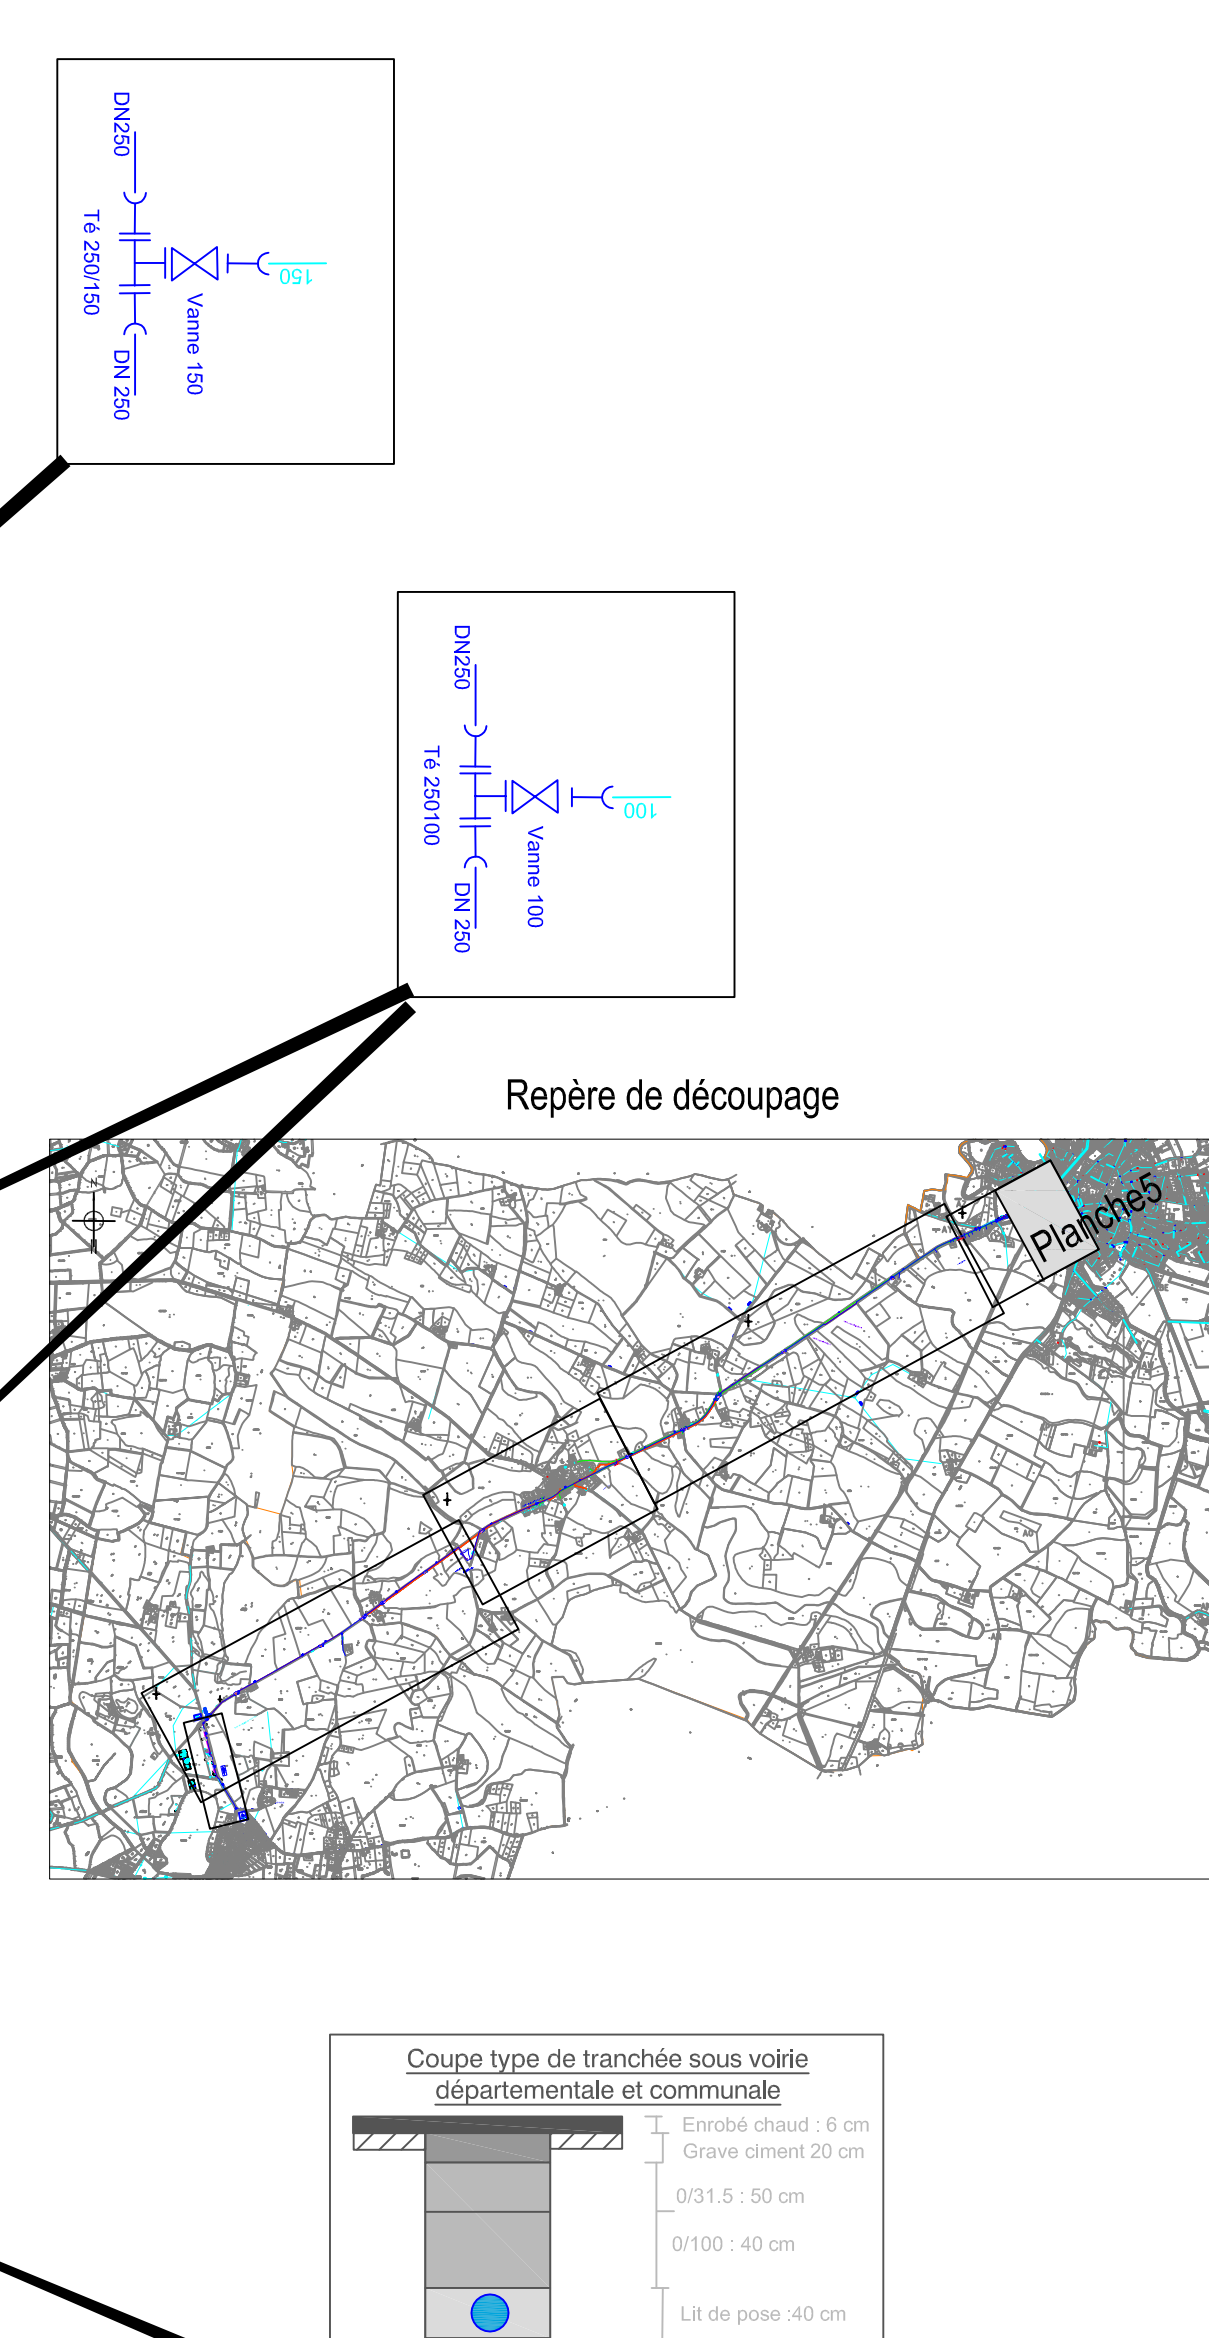 DN250
Té 250/150
DN 250
Vanne 150
150
DN250
Té 250100
DN 250
Vanne 100
100
Repère de découpage
Planche5
Coupe type de tranchée sous voirie
départementale et communale
Enrobé chaud : 6 cm
Grave ciment 20 cm
0/31.5 : 50 cm
0/100 : 40 cm
Lit de pose :40 cm